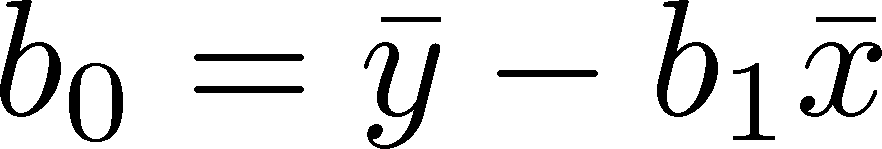 b₀ = y̅ − b₁x̅